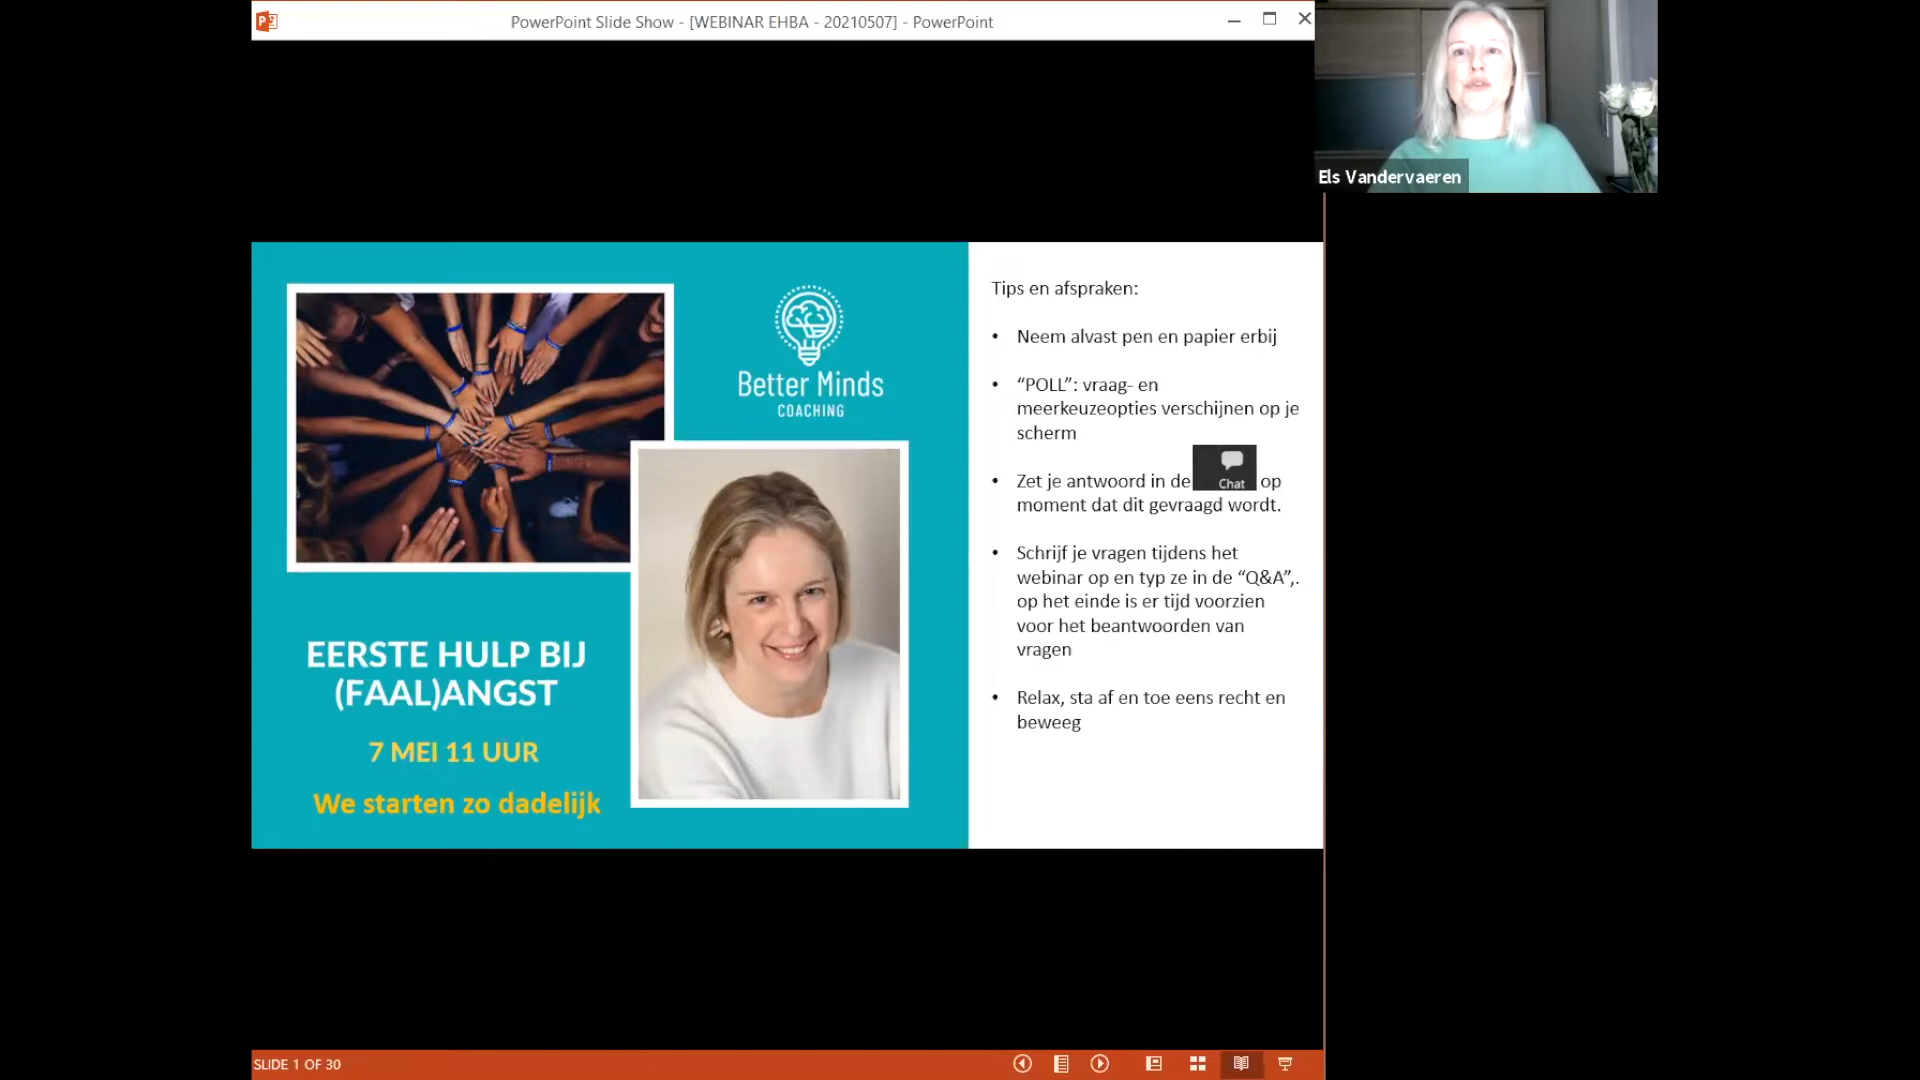 PowerPoint Slide Show - [WEBINAR EHBA - 20210507] - PowerPoint
Els Vandervaeren
Better Minds
COACHING
EERSTE HULP BIJ
(FAAL)ANGST
7 MEI 11 UUR
We starten zo dadelijk
Tips en afspraken:
• Neem alvast pen en papier erbij
• “POLL”: vraag- en
meerkeuzeopties verschijnen op je
scherm
• Zet je antwoord in de Chat op
moment dat dit gevraagd wordt.
• Schrijf je vragen tijdens het
webinar op en typ ze in de “Q&A”,.
op het einde is er tijd voorzien
voor het beantwoorden van
vragen
• Relax, sta af en toe eens recht en
beweeg
SLIDE 1 OF 30